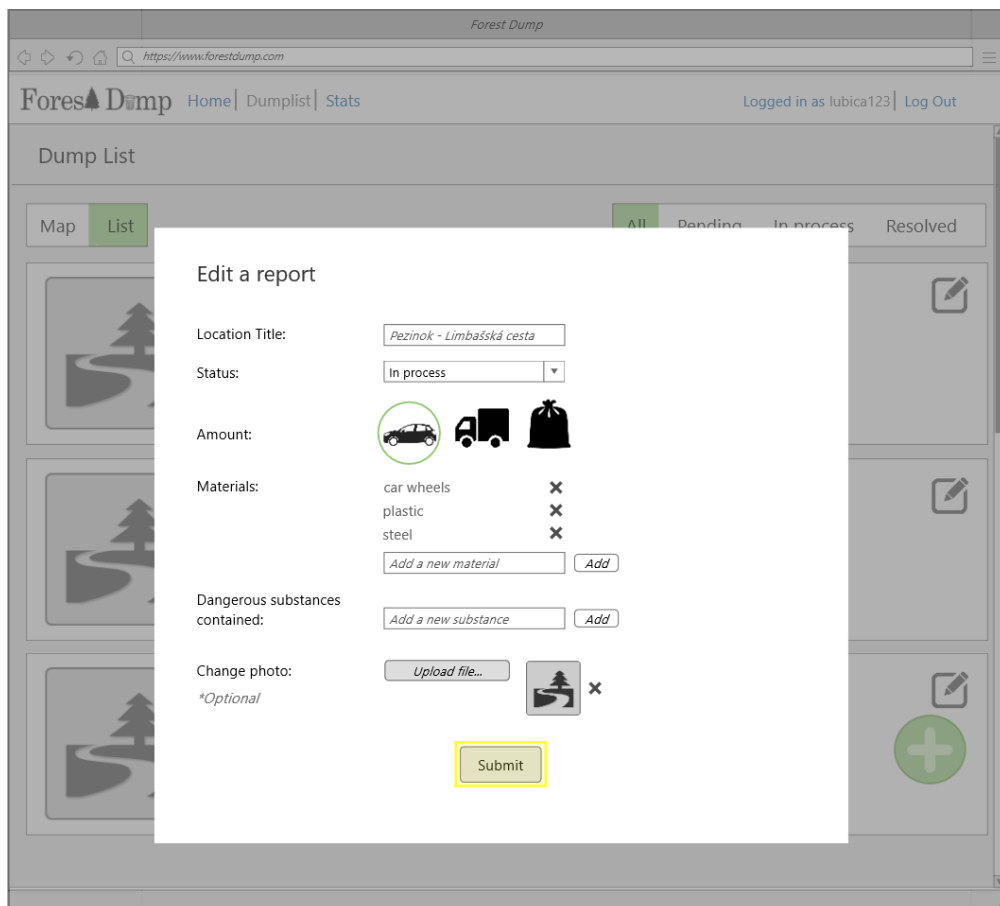 Forest Dump
https://www.forestdump.com
Forest Dump Home | Dumplist | Stats Logged in as lubica123 | Log Out
Dump List
Map List All Pending In process Resolved
Edit a report
Location Title: Pezinok - Limbašská cesta
Status: In process
Amount:
Materials: car wheels
plastic
steel
Add a new material Add
Dangerous substances
contained: Add a new substance Add
Change photo: Upload file...
*Optional
Submit